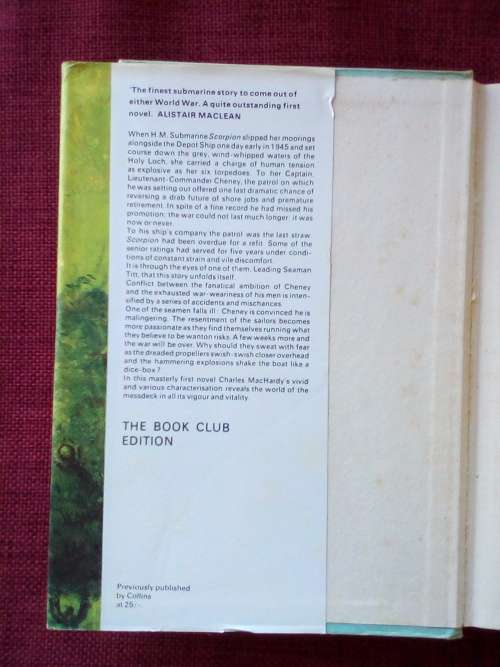 'The finest submarine story to come out of
either World War. A quite outstanding first
novel. ALISTAIR MACLEAN
When H.M. Submarine Scorpion slipped her moorings
alongside the Depot Ship one day early in 1945 and set
course down the grey, wind-whipped waters of the
Holy Loch, she carried a charge of human tension
as explosive as her six torpedoes. To her Captain,
Lieutenant-Commander Cheney, the patrol on which
he was setting out offered one last dramatic chance of
reversing a drab future of shore jobs and premature
retirement. In spite of a fine record he had missed his
promotion: the war could not last much longer: it was
now or never.
To his ship's company the patrol was the last straw.
Scorpion had been overdue for a refit. Some of the
senior ratings had served for five years under condi-
tions of constant strain and vile discomfort.
It is through the eyes of one of them, Leading Seaman
Titt, that this story unfolds itself.
Conflict between the fanatical ambition of Cheney
and the exhausted war-weariness of his men is inten-
sified by a series of accidents and mischances.
One of the seamen falls ill: Cheney is convinced he is
malingering. The resentment of the sailors becomes
more passionate as they find themselves running what
they believe to be wanton risks. A few weeks more and
the war will be over. Why should they sweat with fear
as the dreaded propellers swish-swish closer overhead
and the hammering explosions shake the boat like a
dice-box?
In this masterly first novel Charles MacHardy's vivid
and various characterisation reveals the world of the
messdeck in all its vigour and vitality.
THE BOOK CLUB
EDITION
Previously published
by Collins
at 25/-